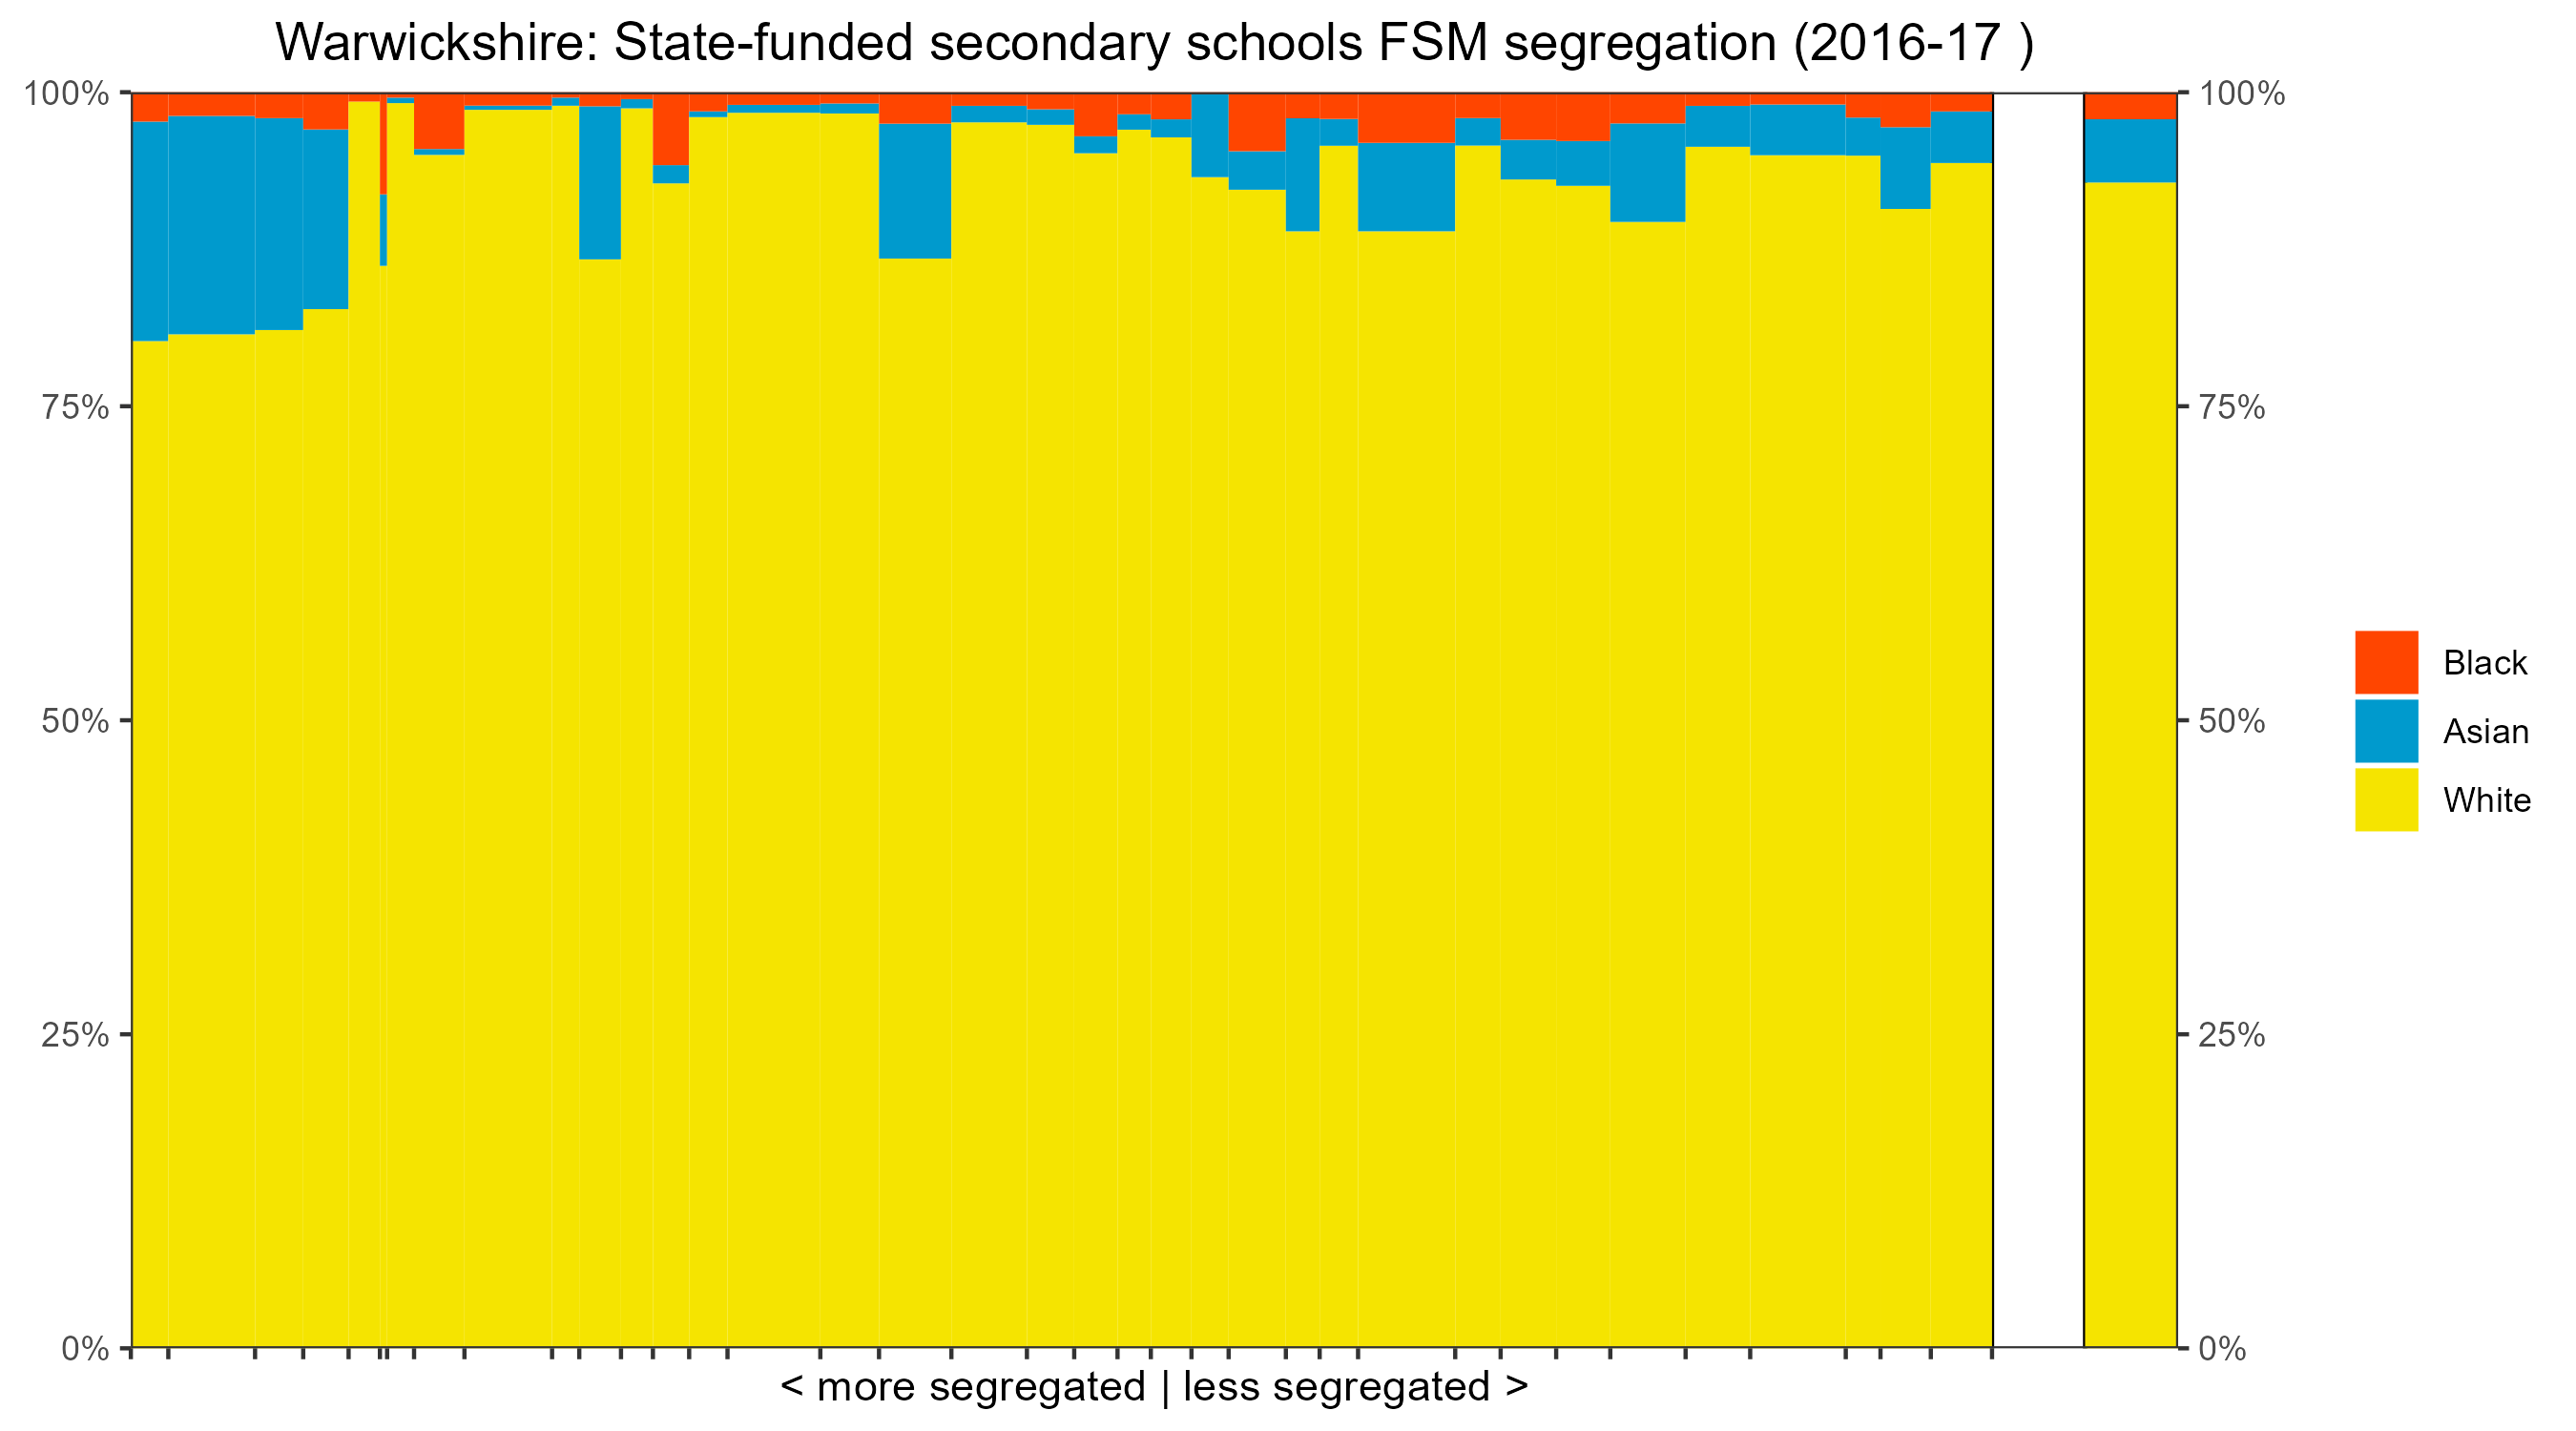 Warwickshire: State-funded secondary schools FSM segregation (2016-17 )
100%
75%
50%
25%
0%
100%
75%
50%
25%
0%
Black
Asian
White
< more segregated | less segregated >